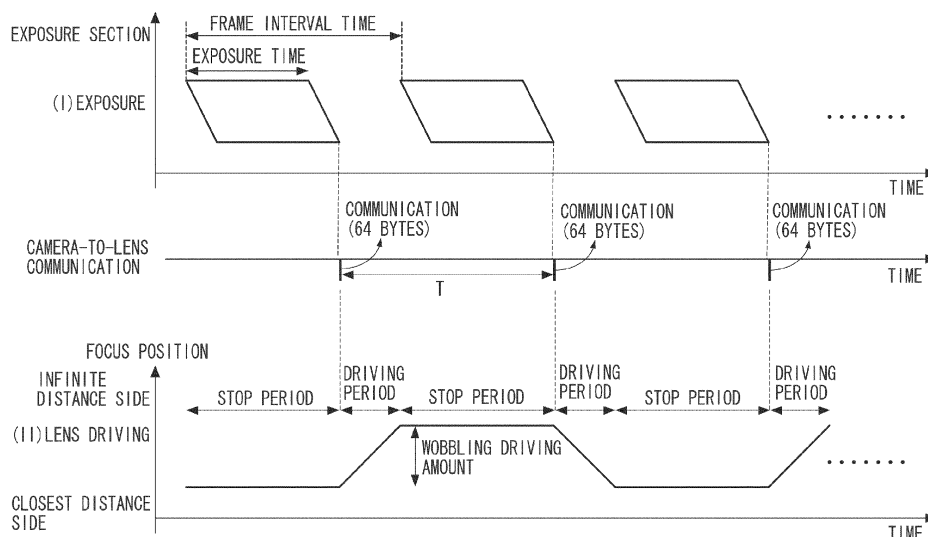 EXPOSURE SECTION
FRAME INTERVAL TIME
EXPOSURE TIME
(I)EXPOSURE
.......
TIME
COMMUNICATION
(64 BYTES)
COMMUNICATION
(64 BYTES)
COMMUNICATION
(64 BYTES)
CAMERA-TO-LENS
COMMUNICATION
T
TIME
FOCUS POSITION
INFINITE
DISTANCE SIDE
STOP PERIOD
DRIVING
PERIOD
STOP PERIOD
DRIVING
PERIOD
STOP PERIOD
DRIVING
PERIOD
(II)LENS DRIVING
WOBBLING DRIVING
AMOUNT
.......
CLOSEST DISTANCE
SIDE
TIME